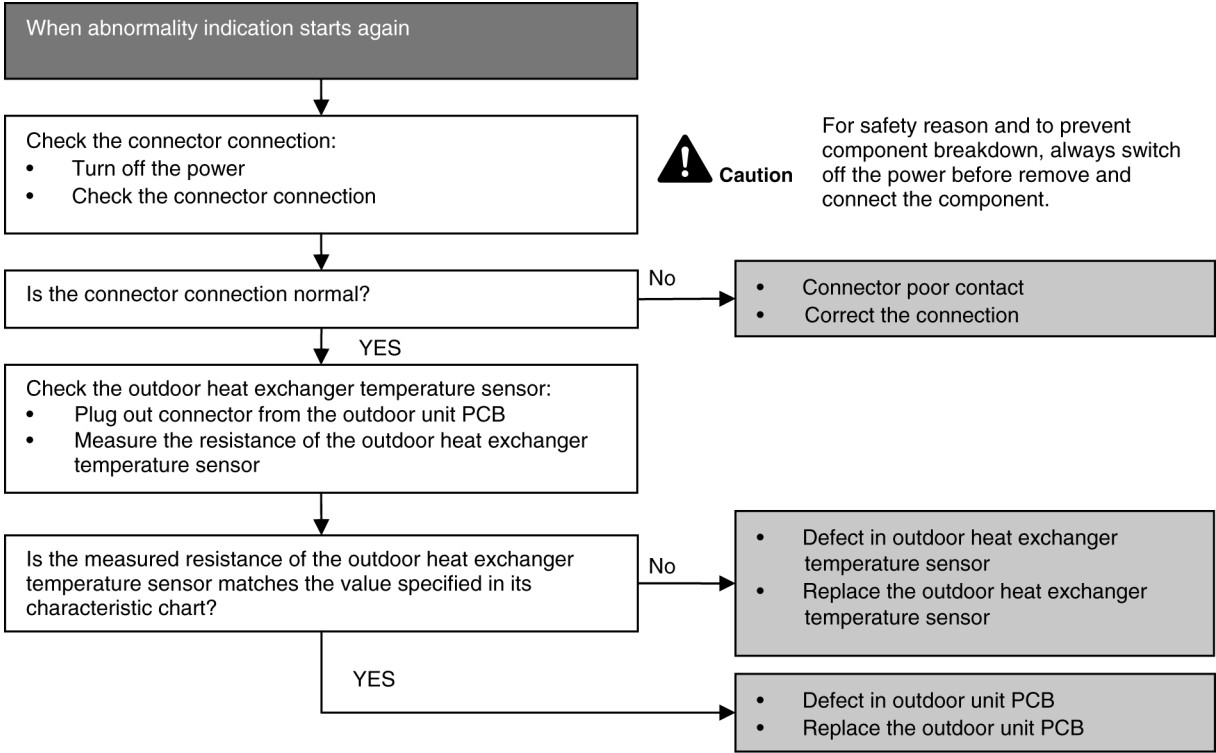 When abnormality indication starts again
Check the connector connection:
• Turn off the power
• Check the connector connection
Caution
For safety reason and to prevent
component breakdown, always switch
off the power before remove and
connect the component.
Is the connector connection normal?
No
• Connector poor contact
• Correct the connection
YES
Check the outdoor heat exchanger temperature sensor:
• Plug out connector from the outdoor unit PCB
• Measure the resistance of the outdoor heat exchanger
temperature sensor
Is the measured resistance of the outdoor heat exchanger
temperature sensor matches the value specified in its
characteristic chart?
No
• Defect in outdoor heat exchanger
temperature sensor
• Replace the outdoor heat exchanger
temperature sensor
YES
• Defect in outdoor unit PCB
• Replace the outdoor unit PCB